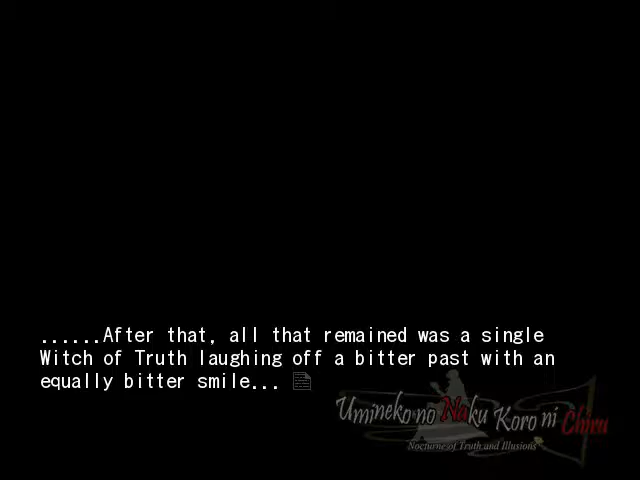 ......After that, all that remained was a single
Witch of Truth laughing off a bitter past with an
equally bitter smile...
Umineko no Naku Koro ni Chiru
Nocturne of Truth and Illusions